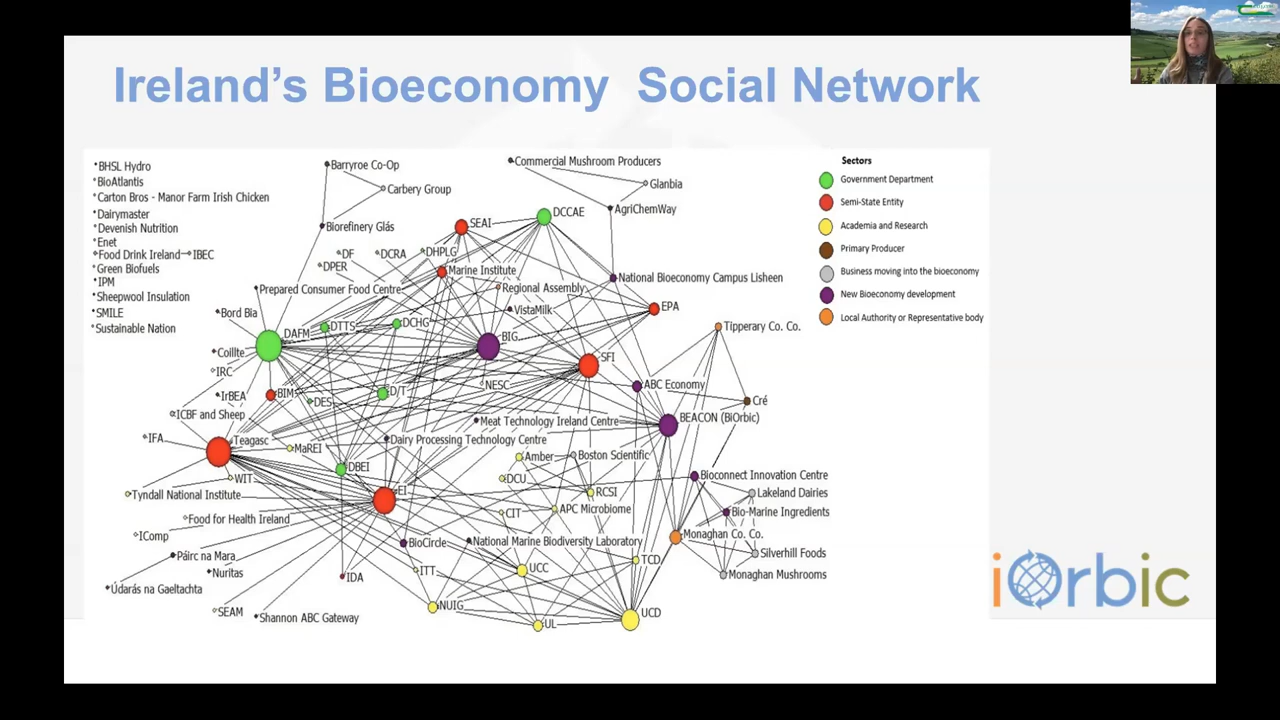 Ireland's Bioeconomy Social Network
BHSL Hydro
BioAtlantis
Carton Bros - Manor Farm Irish Chicken
Dairymaster
Devenish Nutrition
Enet
Food Drink Ireland
IBEC
Green Biofuels
IPM
Sheepwool Insulation
SMILE
Sustainable Nation
Barryroe Co-Op
Carbery Group
Biorefinery Glás
Commercial Mushroom Producers
Glanbia
AgriChemWay
SEAI
DCCAE
DF
DCRA
DHPLG
DPER
Marine Institute
National Bioeconomy Campus Lisheen
Prepared Consumer Food Centre
Regional Assembly
Bord Bia
VistaMilk
EPA
DAFM
DTTS
DCHG
BIG
Tipperary Co. Co.
Coillte
SFI
IRC
IrBEA
BIM
DES
D/T
NESC
ABC Economy
Cré
ICBF and Sheep
Meat Technology Ireland Centre
BEACON (BiOrbic)
IFA
Teagasc
MaREI
Dairy Processing Technology Centre
Amber
Boston Scientific
DBEI
WIT
DCU
Bioconnect Innovation Centre
Tyndall National Institute
EI
RCSI
Lakeland Dairies
Food for Health Ireland
CIT
APC Microbiome
Bio-Marine Ingredients
IComp
BioCircle
National Marine Biodiversity Laboratory
Monaghan Co. Co.
Páirc na Mara
Silverhill Foods
Nuritas
IDA
ITT
UCC
TCD
Monaghan Mushrooms
Údarás na Gaeltachta
SEAM
Shannon ABC Gateway
NUIG
UL
UCD
Sectors
Government Department
Semi-State Entity
Academia and Research
Primary Producer
Business moving into the bioeconomy
New Bioeconomy development
Local Authority or Representative body
iOrbic